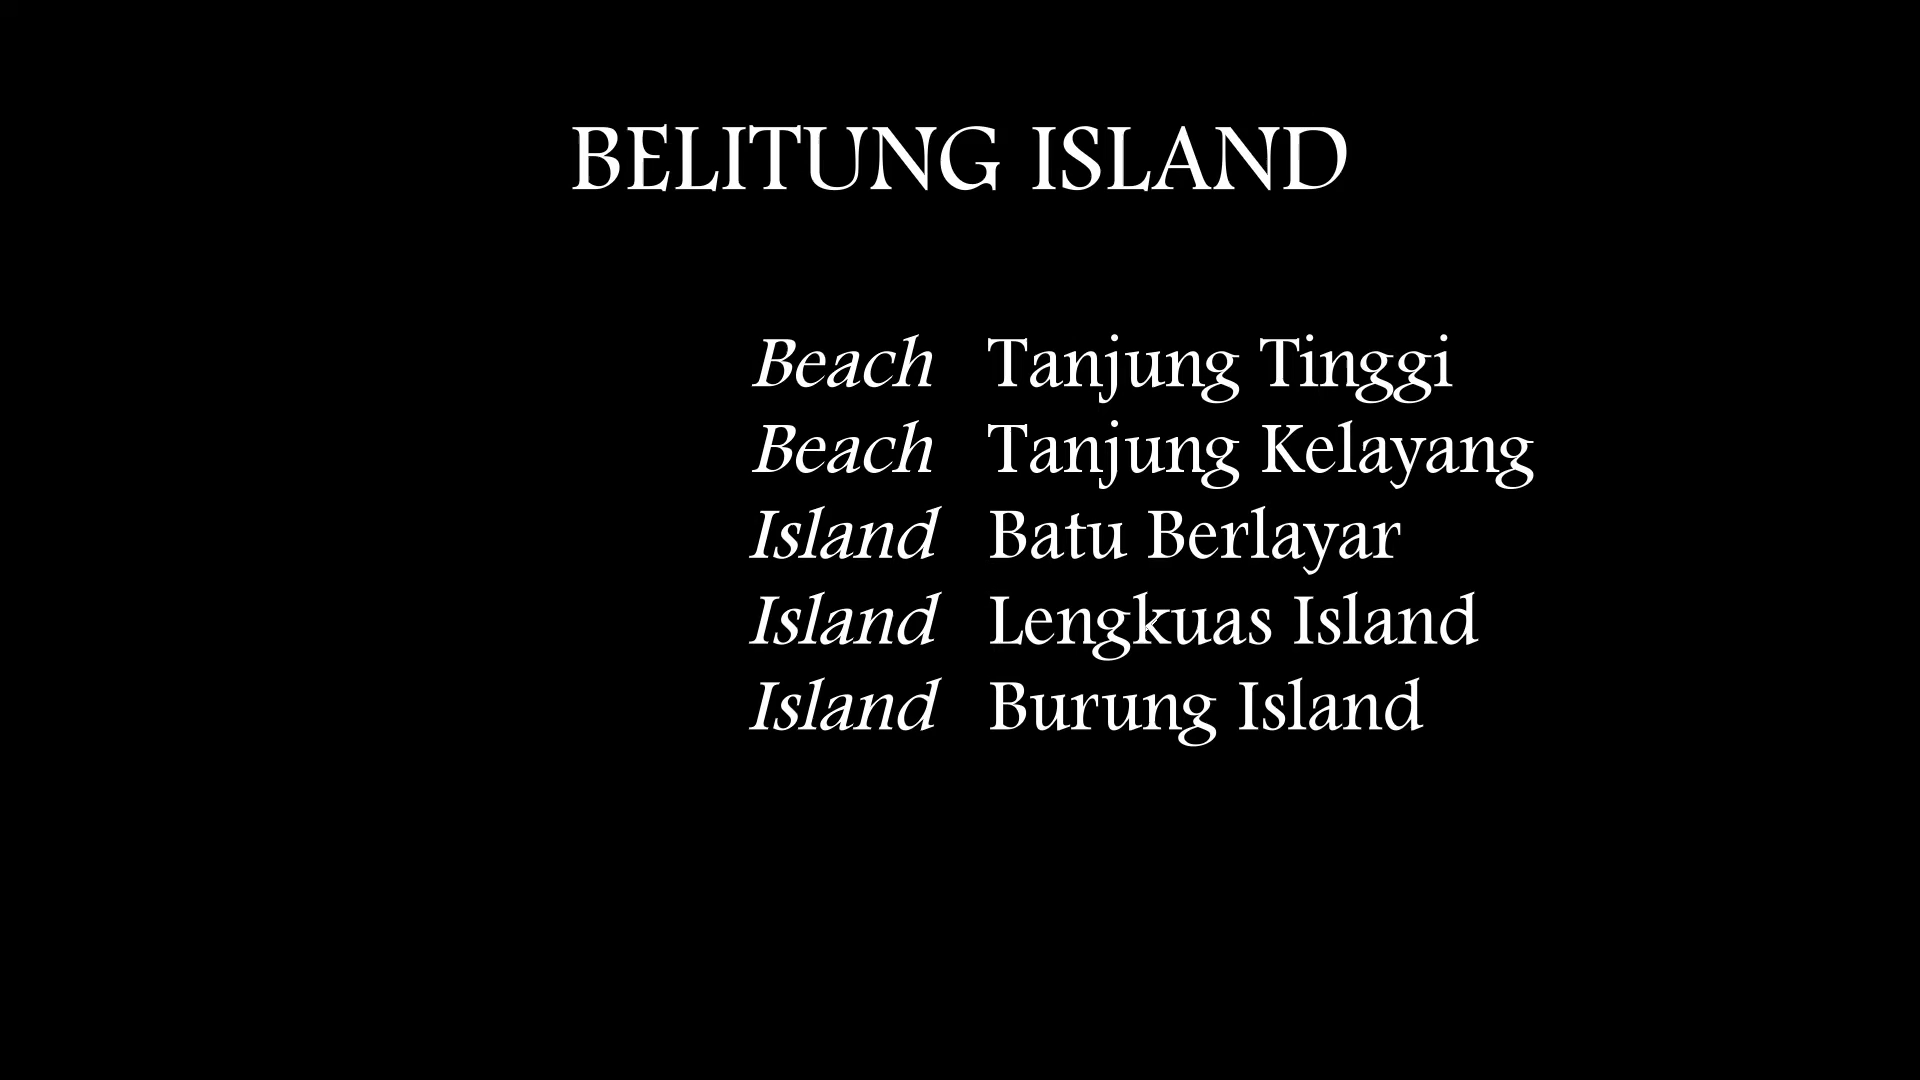 BELITUNG ISLAND
Beach Tanjung Tinggi
Beach Tanjung Kelayang
Island Batu Berlayar
Island Lengkuas Island
Island Burung Island